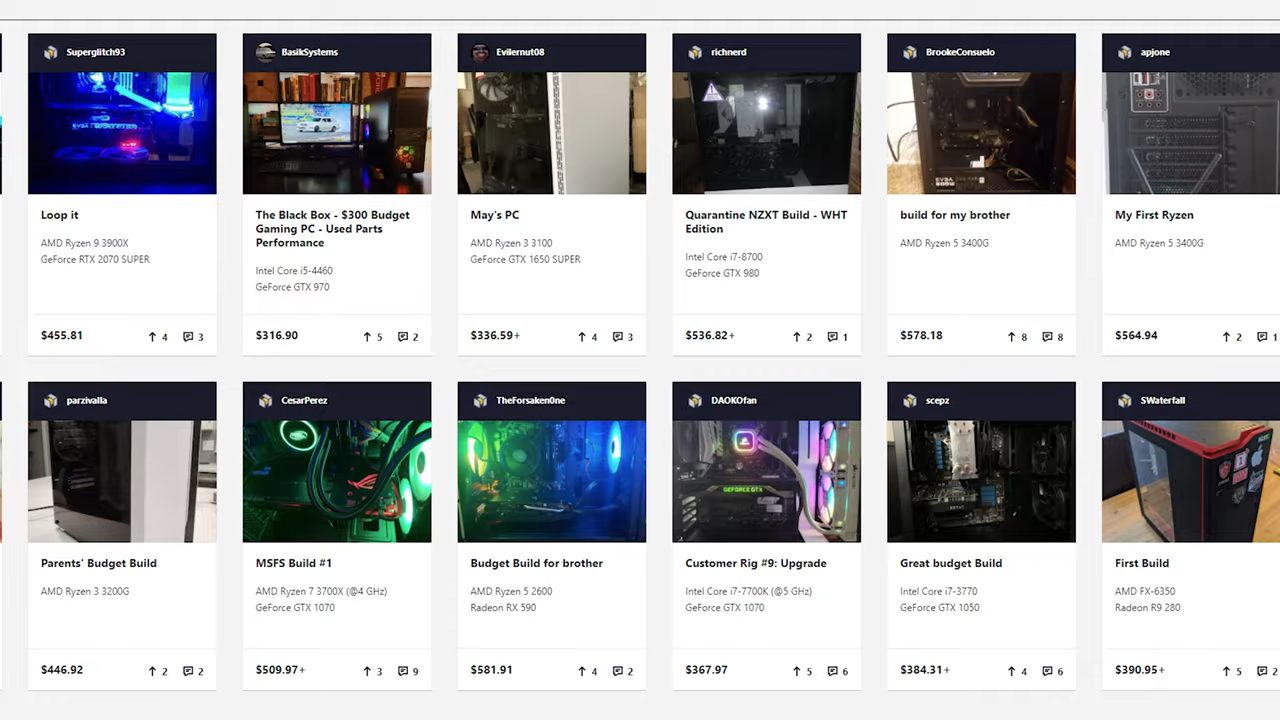 Superglitch93
Loop it
AMD Ryzen 9 3900X
GeForce RTX 2070 SUPER
$455.81
4
3
BasikSystems
The Black Box - $300 Budget
Gaming PC - Used Parts
Performance
Intel Core i5-4460
GeForce GTX 970
$316.90
5
2
Evilernut08
May's PC
AMD Ryzen 3 3100
GeForce GTX 1650 SUPER
$336.59+
4
3
richnerd
Quarantine NZXT Build - WHT
Edition
Intel Core i7-8700
GeForce GTX 980
$536.82+
2
1
BrookeConsuelo
EVGA
build for my brother
AMD Ryzen 5 3400G
$578.18
8
8
apjone
My First Ryzen
AMD Ryzen 5 3400G
$564.94
2
1
parzivalla
Parents' Budget Build
AMD Ryzen 3 3200G
$446.92
2
2
CesarPerez
MSFS Build #1
AMD Ryzen 7 3700X (@4 GHz)
GeForce GTX 1070
$509.97+
3
9
TheForsaken0ne
Budget Build for brother
AMD Ryzen 5 2600
Radeon RX 590
$581.91
4
2
DAOKOfan
GEFORCE GTX
Customer Rig #9: Upgrade
Intel Core i7-7700K (@5 GHz)
GeForce GTX 1070
$367.97
5
6
scepz
Great budget Build
Intel Core i7-3770
GeForce GTX 1050
$384.31+
4
6
SWaterfall
First Build
AMD FX-6350
Radeon R9 280
$390.95+
5
2